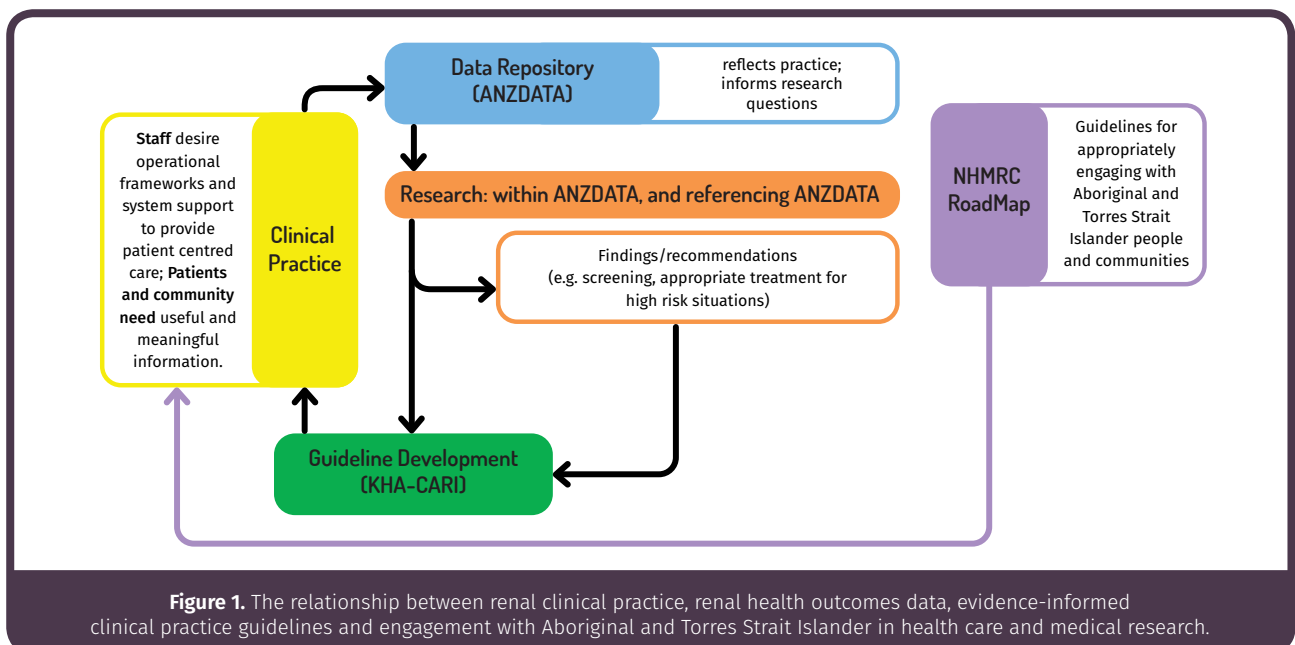 Data Repository
(ANZDATA)
reflects practice;
informs research
questions
Staff desire
operational
frameworks and
system support
to provide
patient centred
care; Patients
and community
need useful and
meaningful
information.
Clinical
Practice
Research: within ANZDATA, and referencing ANZDATA
Findings/recommendations
(e.g. screening, appropriate treatment for
high risk situations)
NHMRC
RoadMap
Guidelines for
appropriately
engaging with
Aboriginal and
Torres Strait
Islander people
and communities
Guideline Development
(KHA-CARI)
Figure 1. The relationship between renal clinical practice, renal health outcomes data, evidence-informed
clinical practice guidelines and engagement with Aboriginal and Torres Strait Islander in health care and medical research.